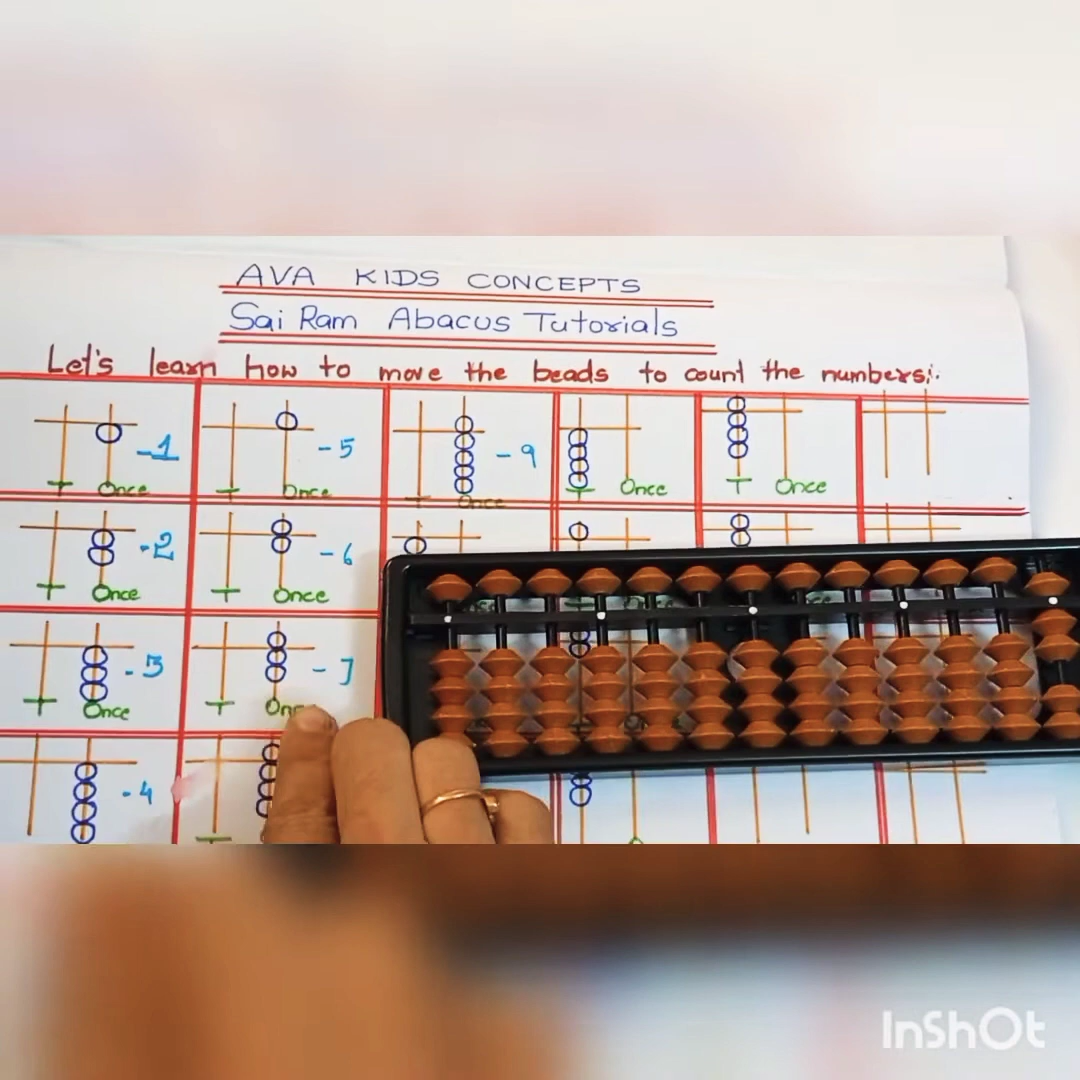 AVA KIDS CONCEPTS
Sai Ram Abacus Tutorials
Let's learn how to move the beads to count the numbers:.
-1 -5 -9
T Once T Once T Once T Once T Once
-2 -6
T Once T Once
-3 -7
T Once T
-4
T
InShOt